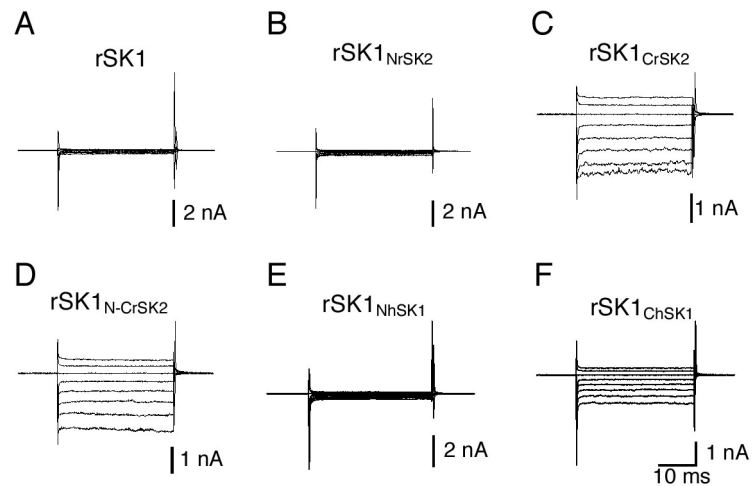 A
rSK1
2 nA
B
rSK1NrSK2
2 nA
C
rSK1CrSK2
1 nA
D
rSK1N-CrSK2
1 nA
E
rSK1NhSK1
2 nA
F
rSK1ChSK1
1 nA
10 ms